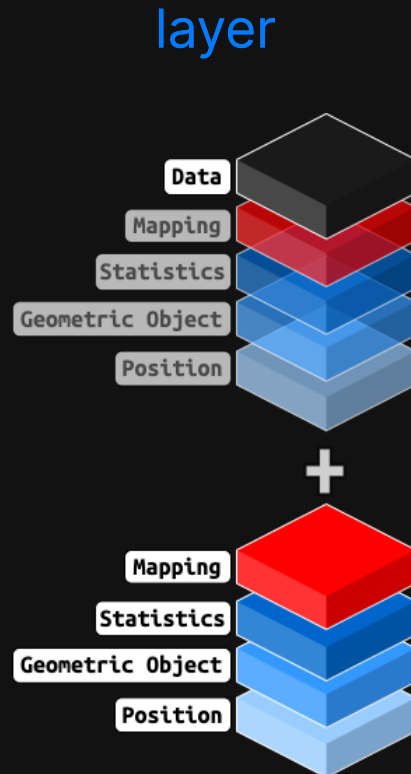 layer
Data
Mapping
Statistics
Geometric Object
Position
+
Mapping
Statistics
Geometric Object
Position